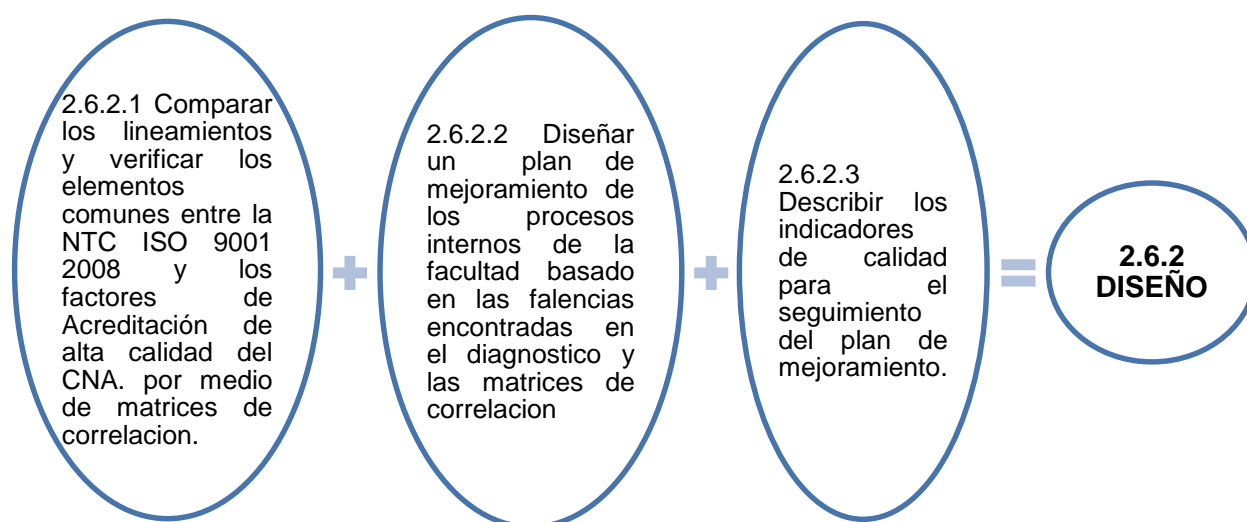 2.6.2.1 Comparar
los lineamientos
y verificar los
elementos
comunes entre la
NTC ISO 9001
2008 y los
factores de
Acreditación de
alta calidad del
CNA. por medio
de matrices de
correlacion.
2.6.2.2 Diseñar
un plan de
mejoramiento de
los procesos
internos de la
facultad basado
en las falencias
encontradas en
el diagnostico y
las matrices de
correlacion
2.6.2.3
Describir los
indicadores
de calidad
para el
seguimiento
del plan de
mejoramiento.
2.6.2
DISEÑO